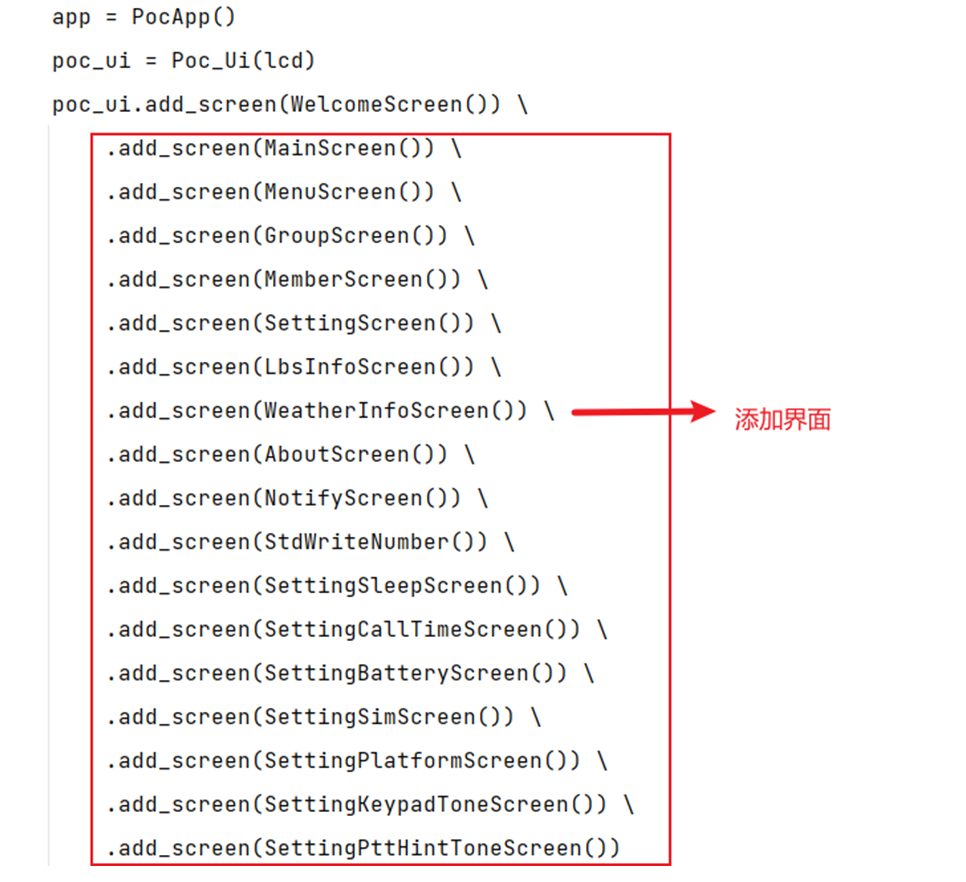 app = PocApp()
poc_ui = Poc_Ui(lcd)
poc_ui.add_screen(WelcomeScreen()) \
.add_screen(MainScreen()) \
.add_screen(MenuScreen()) \
.add_screen(GroupScreen()) \
.add_screen(MemberScreen()) \
.add_screen(SettingScreen()) \
.add_screen(LbsInfoScreen()) \
.add_screen(WeatherInfoScreen()) \
添加界面
.add_screen(AboutScreen()) \
.add_screen(NotifyScreen()) \
.add_screen(StdWriteNumber()) \
.add_screen(SettingSleepScreen()) \
.add_screen(SettingCallTimeScreen()) \
.add_screen(SettingBatteryScreen()) \
.add_screen(SettingSimScreen()) \
.add_screen(SettingPlatformScreen()) \
.add_screen(SettingKeypadToneScreen()) \
.add_screen(SettingPttHintToneScreen())